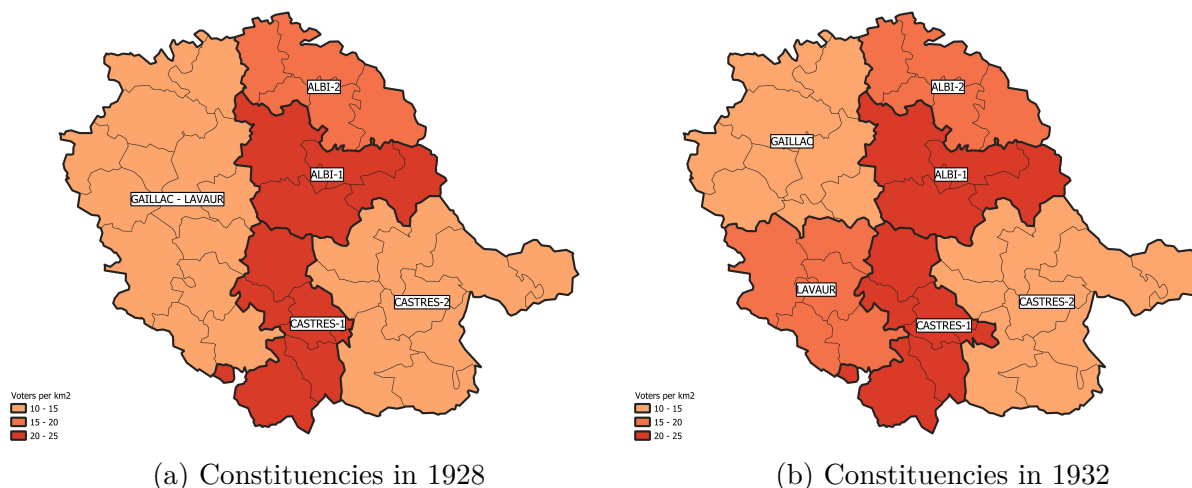 ALBI-2
ALBI-1
GAILLAC - LAVAUR
CASTRES-2
CASTRES-1
Voters per km2
10 - 15
15 - 20
20 - 25
(a) Constituencies in 1928
ALBI-2
GAILLAC
ALBI-1
LAVAUR
CASTRES-2
CASTRES-1
Voters per km2
10 - 15
15 - 20
20 - 25
(b) Constituencies in 1932